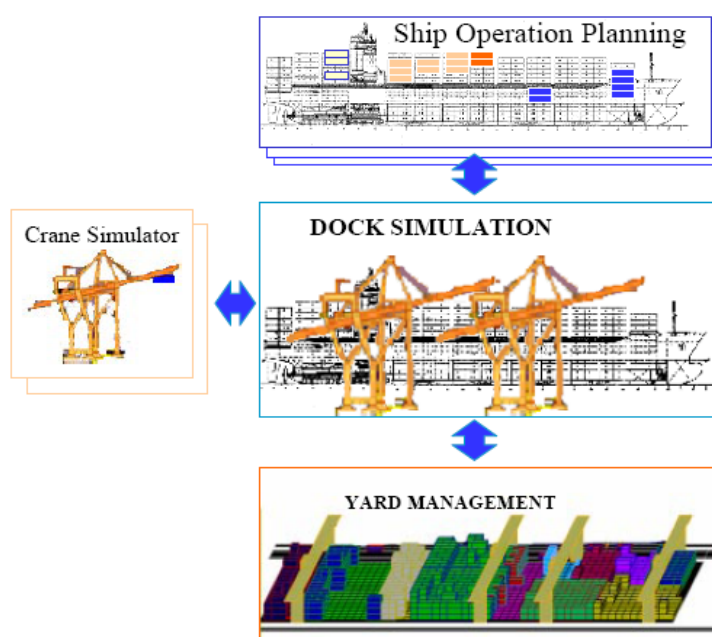 Ship Operation Planning
Crane Simulator
DOCK SIMULATION
YARD MANAGEMENT